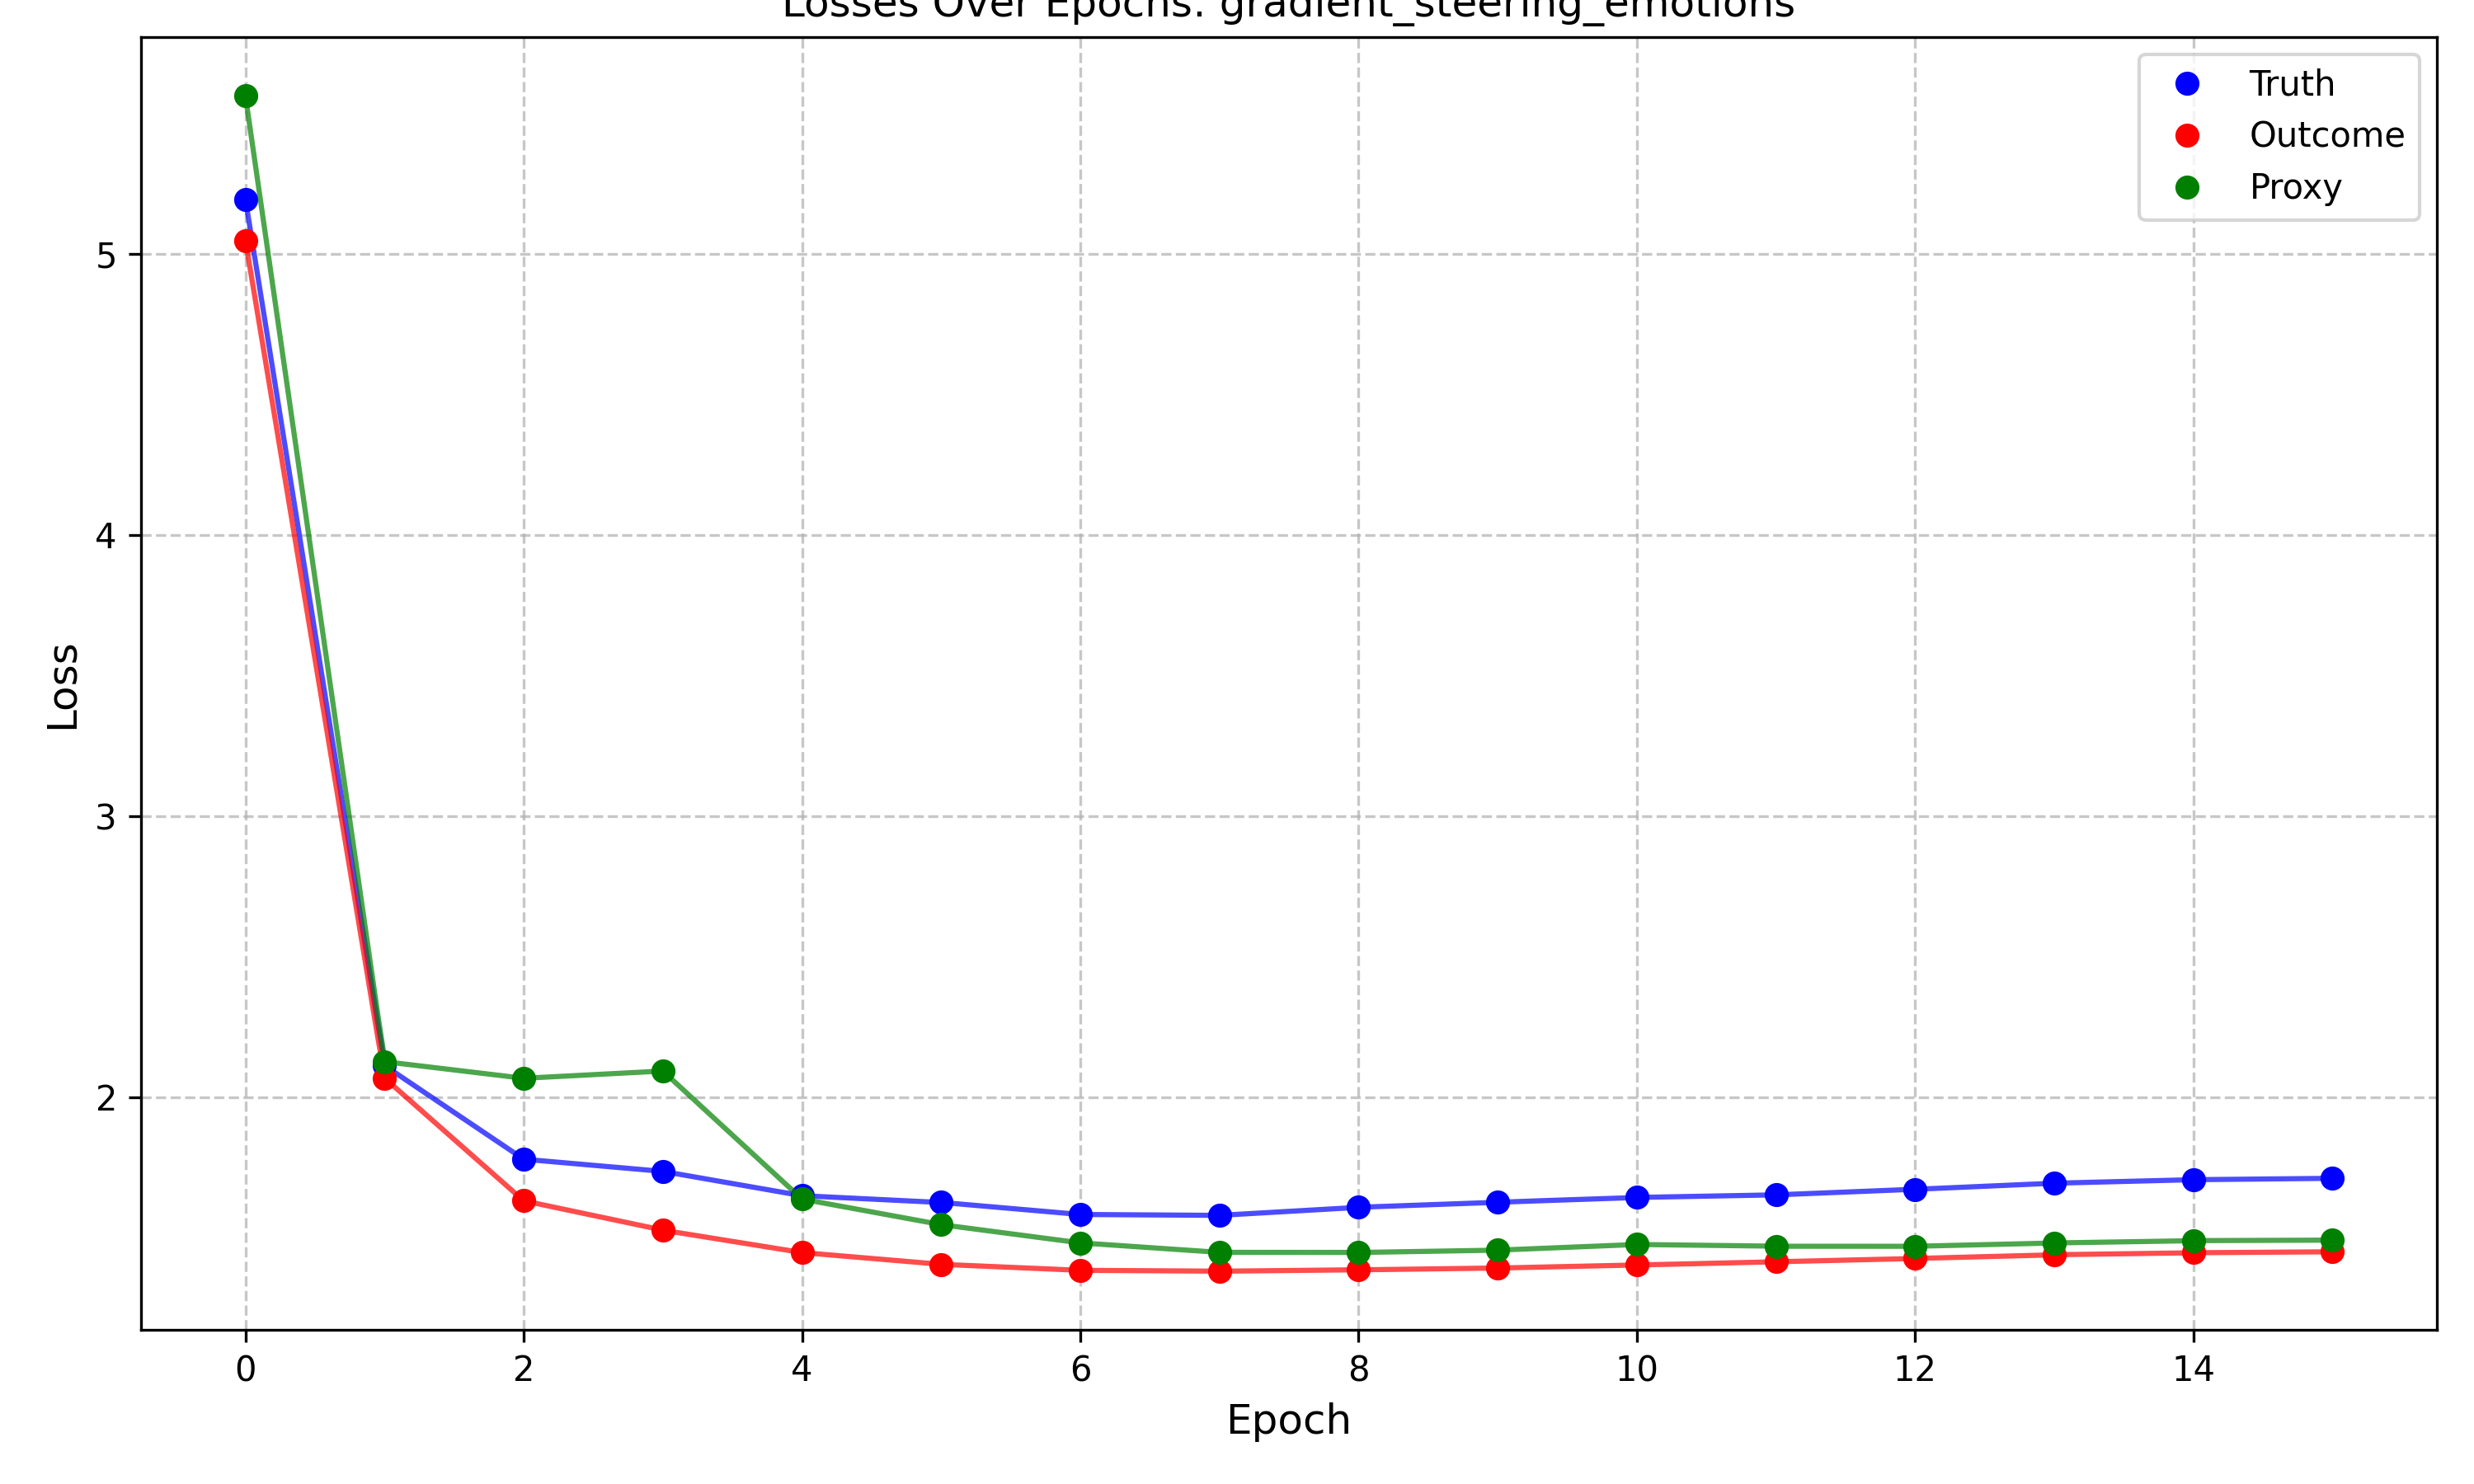 Losses Over Epochs: gradient_steering_emotions
Truth
Outcome
Proxy
5
4
3
2
Loss
0 2 4 6 8 10 12 14
Epoch